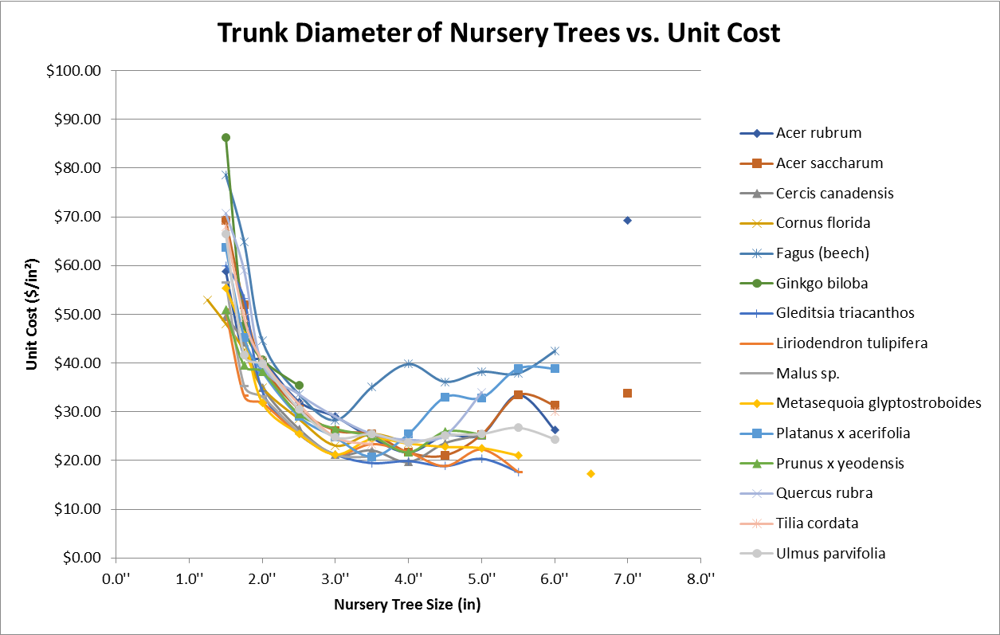 Trunk Diameter of Nursery Trees vs. Unit Cost
$100.00
$90.00
$80.00
$70.00
$60.00
$50.00
$40.00
$30.00
$20.00
$10.00
$0.00
Unit Cost ($/in²)
0.0''
1.0''
2.0''
3.0''
4.0''
5.0''
6.0''
7.0''
8.0''
Nursery Tree Size (in)
Acer rubrum
Acer saccharum
Cercis canadensis
Cornus florida
Fagus (beech)
Ginkgo biloba
Gleditsia triacanthos
Liriodendron tulipifera
Malus sp.
Metasequoia glyptostroboides
Platanus x acerifolia
Prunus x yeodensis
Quercus rubra
Tilia cordata
Ulmus parvifolia